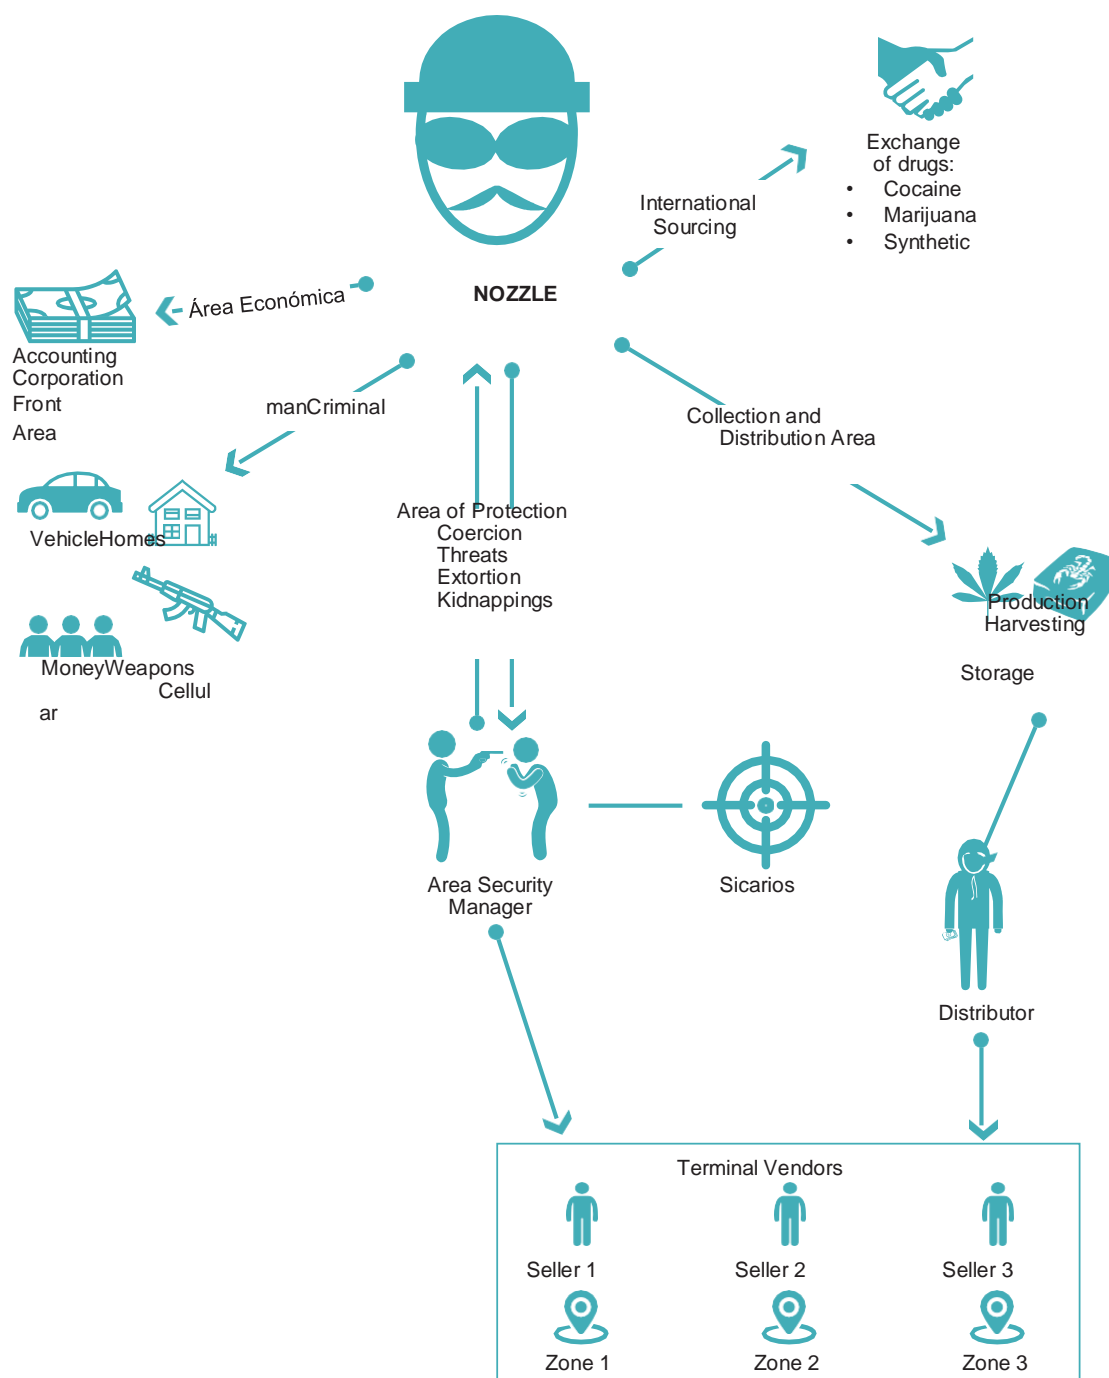 Exchange
of drugs:
• Cocaine
• Marijuana
• Synthetic
International
Sourcing
NOZZLE
Área Económica
Accounting
Corporation
Front
Area
manCriminal
Collection and
Distribution Area
VehicleHomes
Area of Protection
Coercion
Threats
Extortion
Kidnappings
Production
Harvesting
Storage
MoneyWeapons
Cellul
ar
Area Security
Manager
Sicarios
Distributor
Terminal Vendors
Seller 1 Seller 2 Seller 3
Zone 1 Zone 2 Zone 3